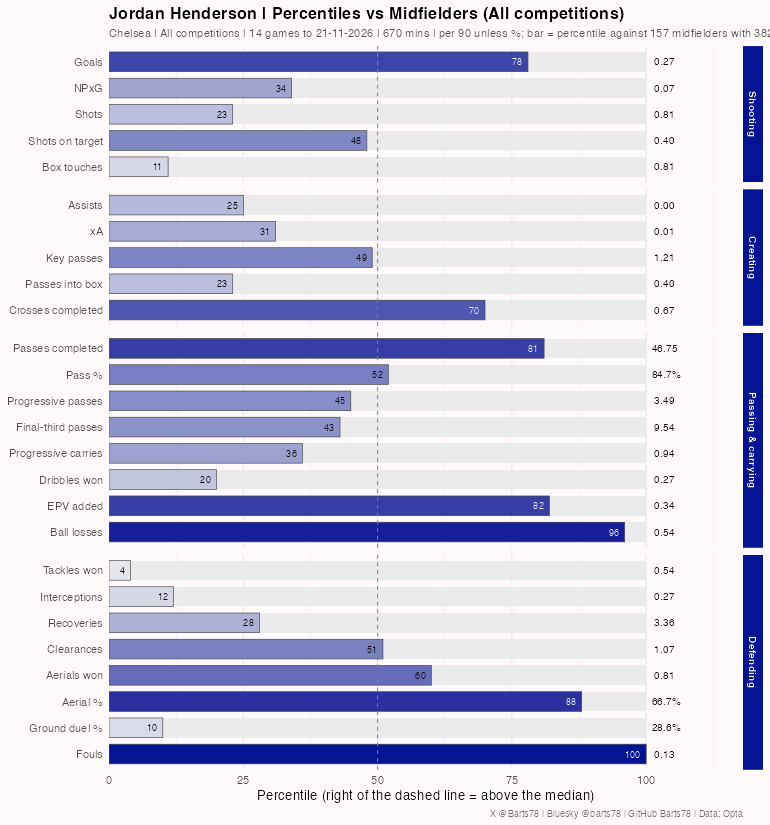 Jordan Henderson | Percentiles vs Midfielders (All competitions)
Chelsea | All competitions | 14 games to 21-11-2026 | 670 mins | per 90 unless %; bar = percentile against 157 midfielders with 382
Goals 78 0.27
NPxG 34 0.07
Shots 23 0.81
Shots on target 48 0.40
Box touches 11 0.81
Shooting
Assists 25 0.00
xA 31 0.01
Key passes 49 1.21
Passes into box 23 0.40
Crosses completed 70 0.67
Creating
Passes completed 81 46.75
Pass % 52 84.7%
Progressive passes 45 3.49
Final-third passes 43 9.54
Progressive carries 36 0.94
Dribbles won 20 0.27
EPV added 82 0.34
Ball losses 96 0.54
Passing & carrying
Tackles won 4 0.54
Interceptions 12 0.27
Recoveries 28 3.36
Clearances 51 1.07
Aerials won 60 0.81
Aerial % 88 66.7%
Ground duel % 10 28.6%
Fouls 100 0.13
Defending
0 25 50 75 100
Percentile (right of the dashed line = above the median)
X @Barts78 | Bluesky @barts78 | GitHub Barts78 | Data: Opta